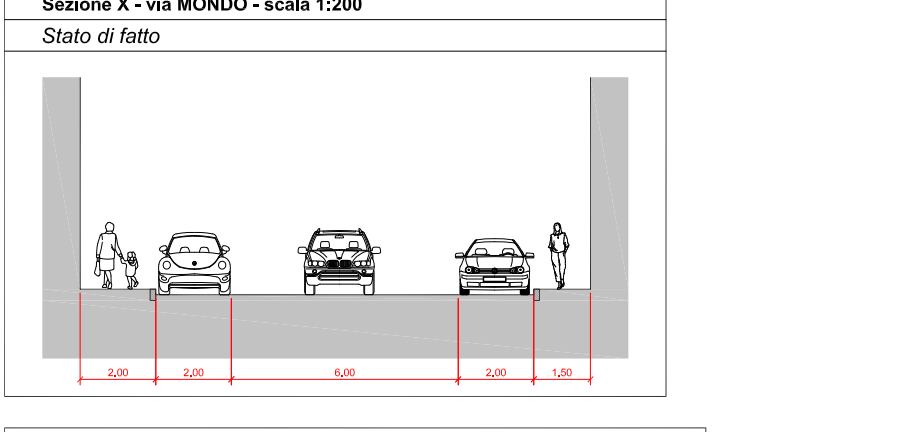 Sezione X - via MONDO - scala 1:200
Stato di fatto
2,00 2,00 6,00 2,00 1,50